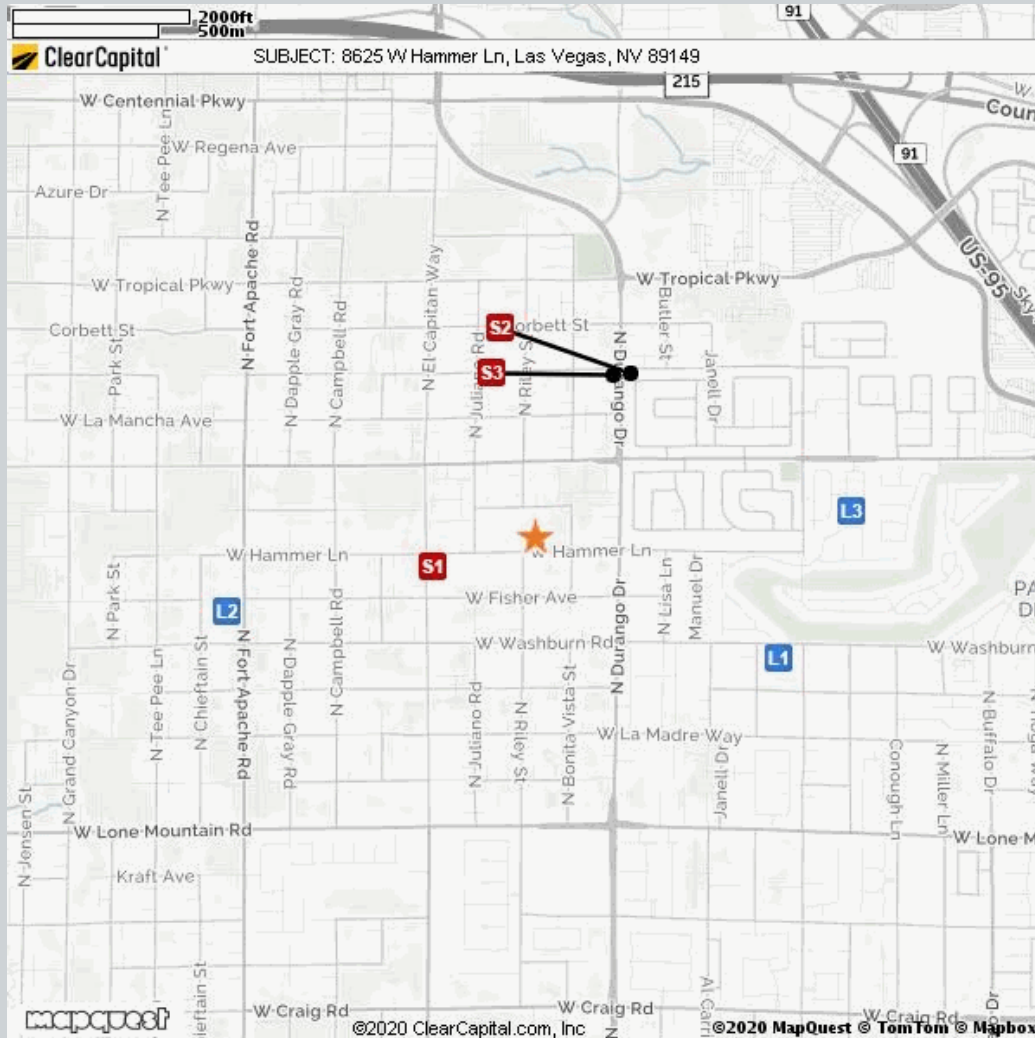 2000ft
500m
91
ClearCapital
SUBJECT: 8625 W Hammer Ln, Las Vegas, NV 89149
215
W Centennial Pkwy
Coun
W Regena Ave
91
N Tee Pee Ln
Azure Dr
US-95
Sky
W Tropical Pkwy
W Tropical Pkwy
N Fort Apache Rd
N Dapple Gray Rd
N Campbell Rd
N El Capitan Way
Butler St
Corbett St
S2
orbett St
Park St
S3
N Juliano Rd
N Riley S
N Durango Dr
Janell Dr
W La Mancha Ave
L3
W Hammer Ln
W Hammer Ln
S1
N Park St
W Fisher Ave
N Lisa Ln
Manuel Dr
PA
D
L2
W Washburn Rd
W Washburn
L1
N Durango Dr
N Grand Canyon Dr
N Tee Pee Ln
N Chieftain St
N Fort Apache Rd
N Dapple Gray Rd
N Campbell Rd
N Juliano Rd
N Riley St
N Bonita Vista St
W La Madre Way
Janell Dr
Conough Ln
N Miller Ln
N Buffalo Dr
N Jensen St
W Lone Mountain Rd
W Lone M
Kraft Ave
ieftain St
Al Carri
W Craig Rd
W Craig Rd
W Craig Rd
mapquest
©2020 ClearCapital.com, Inc
©2020 MapQuest © TomTom © Mapbox